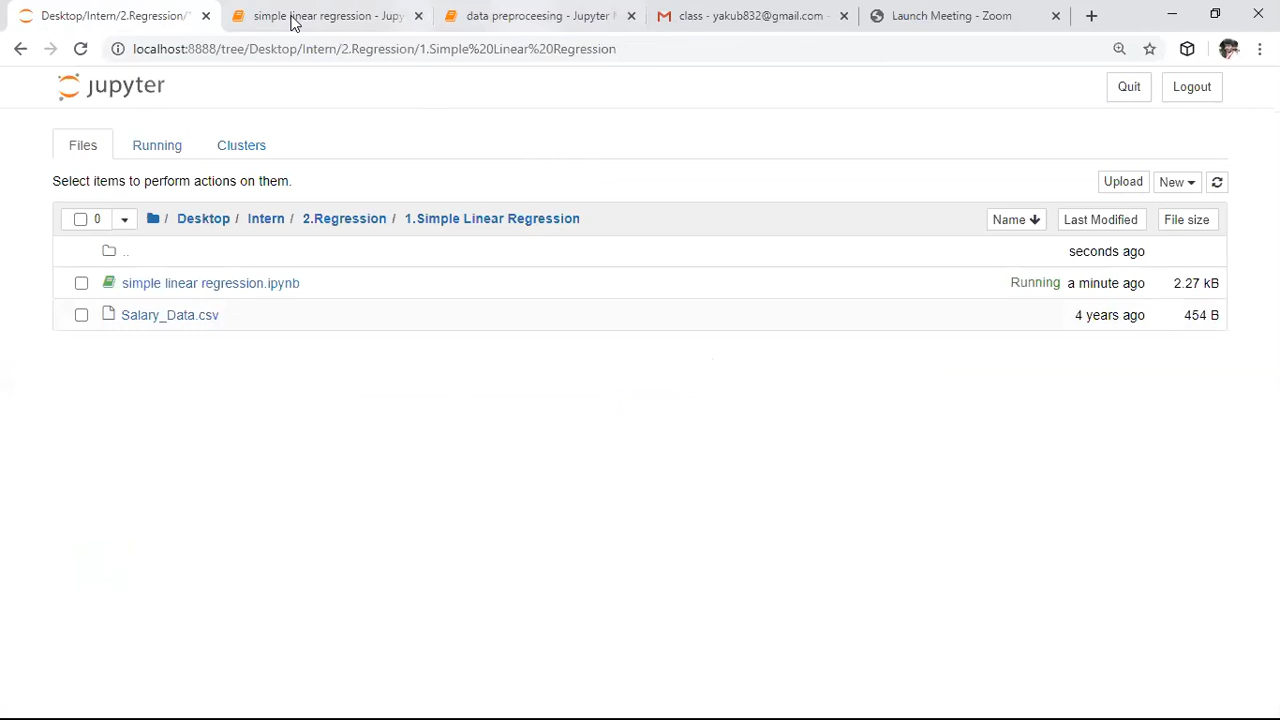 Desktop/Intern/2.Regression/
simple linear regression - Jupy
data preproceesing - Jupyter
class - yakub832@gmail.com -
Launch Meeting - Zoom
localhost:8888/tree/Desktop/Intern/2.Regression/1.Simple%20Linear%20Regression
jupyter
Quit
Logout
Files
Running
Clusters
Select items to perform actions on them.
Upload
New
0
/ Desktop / Intern / 2.Regression / 1.Simple Linear Regression
Name
Last Modified
File size
..
seconds ago
simple linear regression.ipynb
Running a minute ago
2.27 kB
Salary_Data.csv
4 years ago
454 B